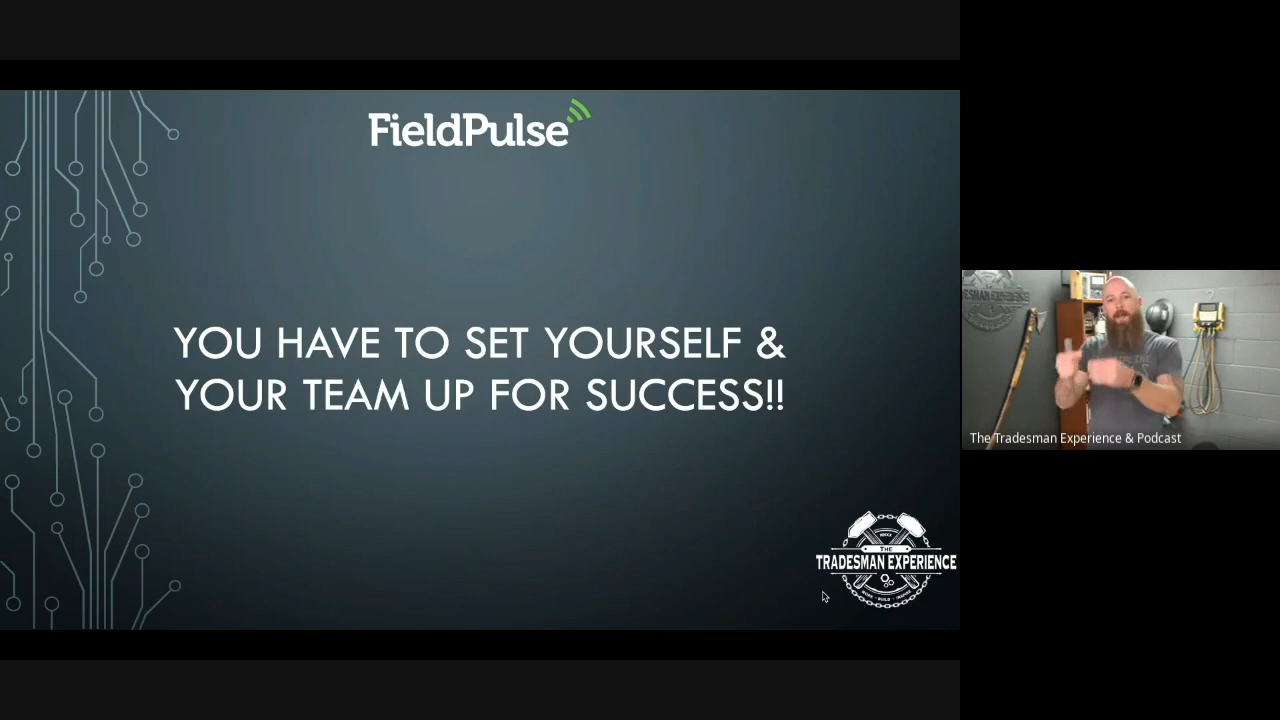 FieldPulse
YOU HAVE TO SET YOURSELF &
YOUR TEAM UP FOR SUCCESS!!
THE
TRADESMAN EXPERIENCE
The Tradesman Experience & Podcast